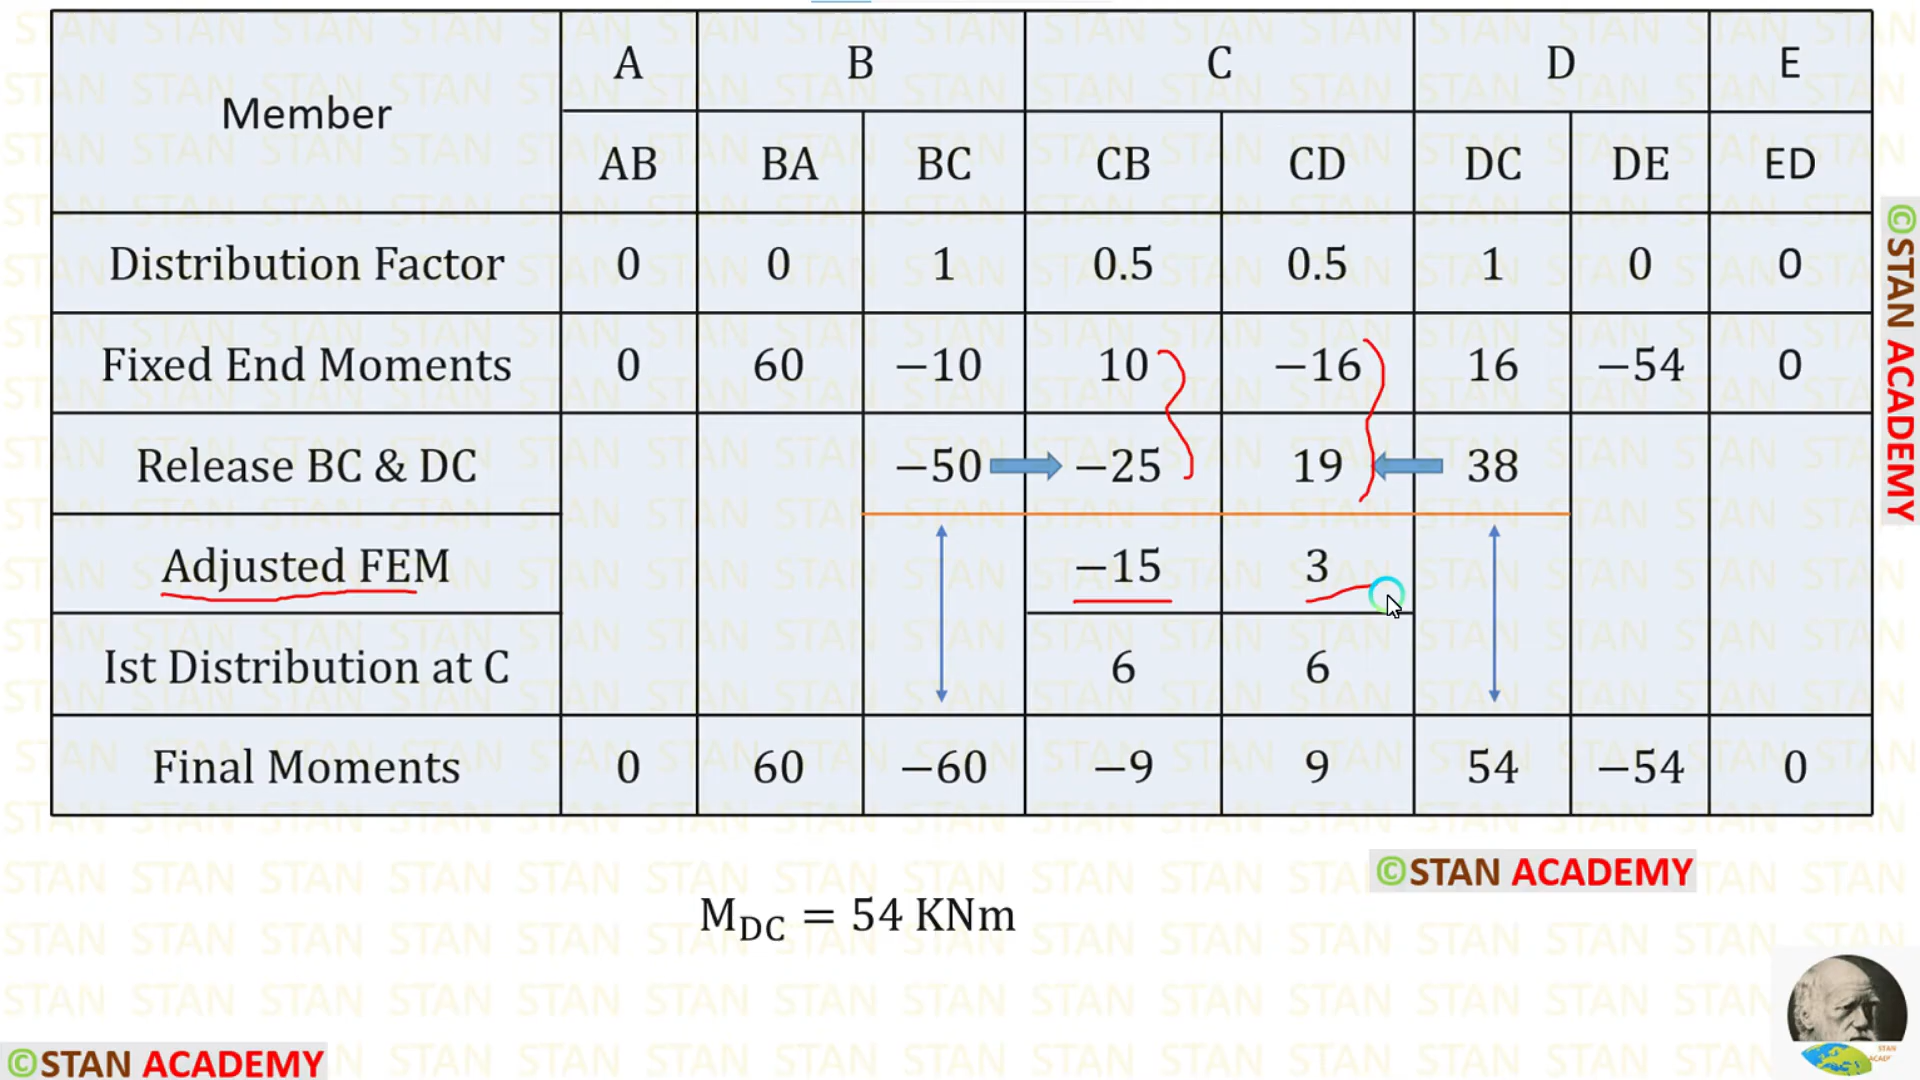 Member A B C D E
AB BA BC CB CD DC DE ED
Distribution Factor 0 0 1 0.5 0.5 1 0 0
Fixed End Moments 0 60 −10 10 −16 16 −54 0
Release BC & DC −50 −25 19 38
Adjusted FEM −15 3
Ist Distribution at C 6 6
Final Moments 0 60 −60 −9 9 54 −54 0
©STAN ACADEMY
©STAN ACADEMY
M_DC = 54 KNm
©STAN ACADEMY